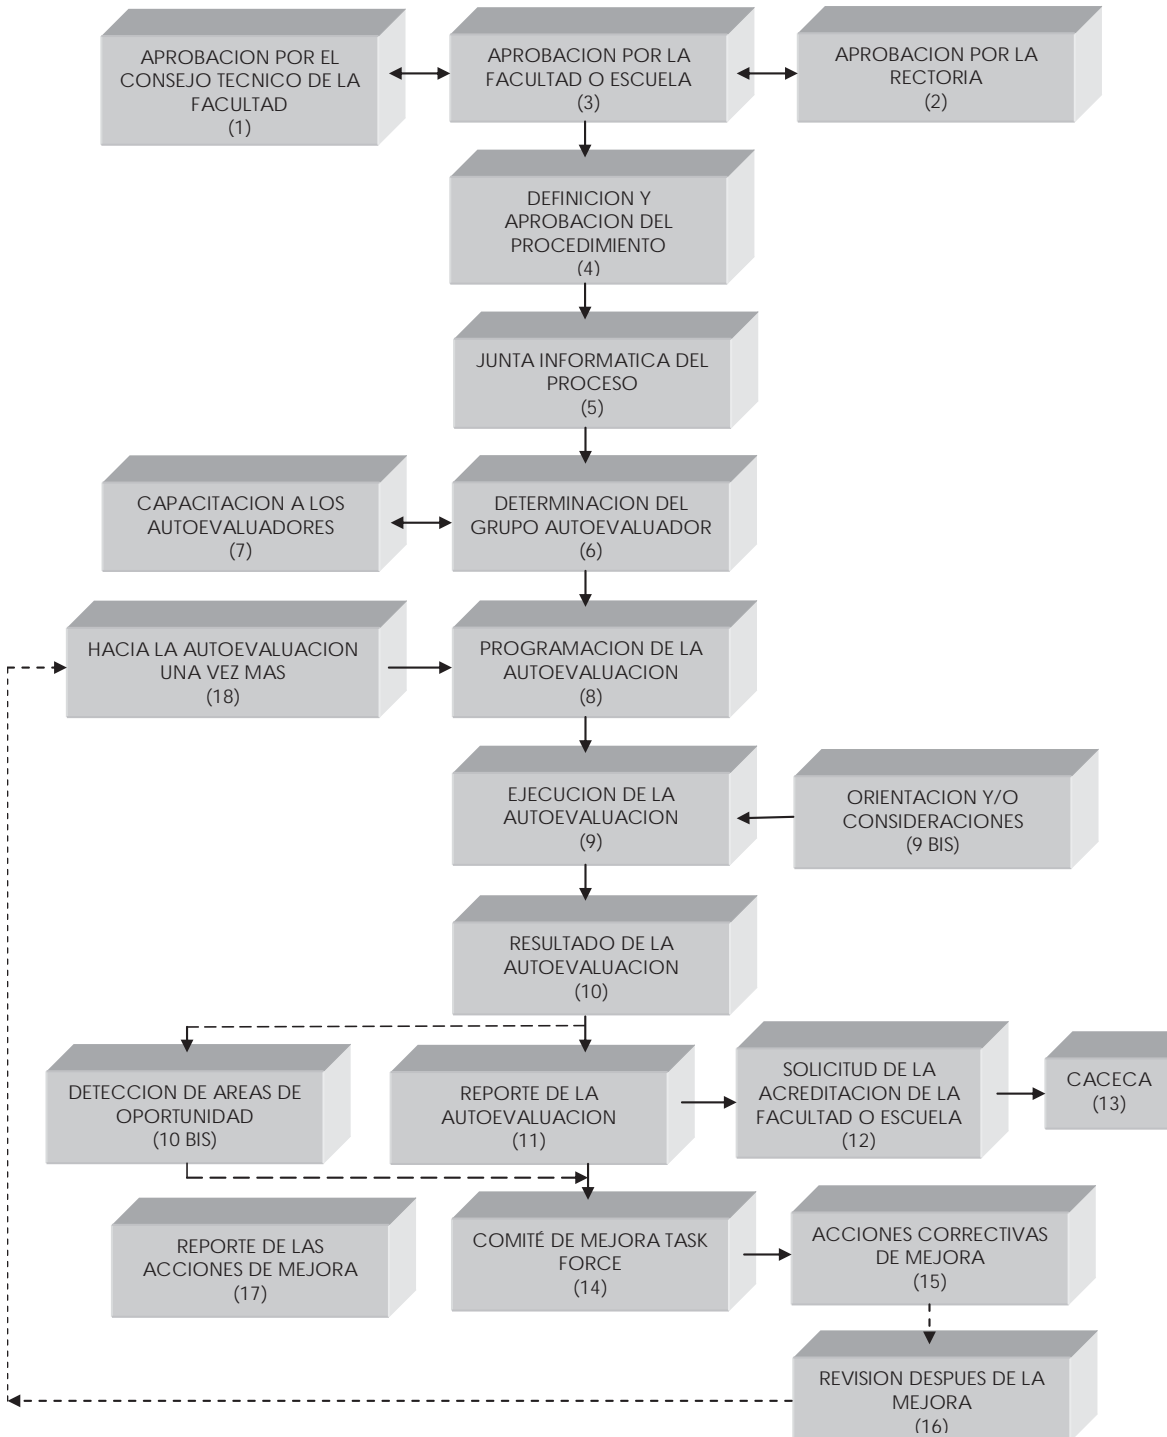 APROBACION POR EL
CONSEJO TECNICO DE LA
FACULTAD
(1)
APROBACION POR LA
FACULTAD O ESCUELA
(3)
APROBACION POR LA
RECTORIA
(2)
DEFINICION Y
APROBACION DEL
PROCEDIMIENTO
(4)
JUNTA INFORMATICA DEL
PROCESO
(5)
CAPACITACION A LOS
AUTOEVALUADORES
(7)
DETERMINACION DEL
GRUPO AUTOEVALUADOR
(6)
HACIA LA AUTOEVALUACION
UNA VEZ MAS
(18)
PROGRAMACION DE LA
AUTOEVALUACION
(8)
EJECUCION DE LA
AUTOEVALUACION
(9)
ORIENTACION Y/O
CONSIDERACIONES
(9 BIS)
RESULTADO DE LA
AUTOEVALUACION
(10)
DETECCION DE AREAS DE
OPORTUNIDAD
(10 BIS)
REPORTE DE LA
AUTOEVALUACION
(11)
SOLICITUD DE LA
ACREDITACION DE LA
FACULTAD O ESCUELA
(12)
CACECA
(13)
REPORTE DE LAS
ACCIONES DE MEJORA
(17)
COMITÉ DE MEJORA TASK
FORCE
(14)
ACCIONES CORRECTIVAS
DE MEJORA
(15)
REVISION DESPUES DE LA
MEJORA
(16)